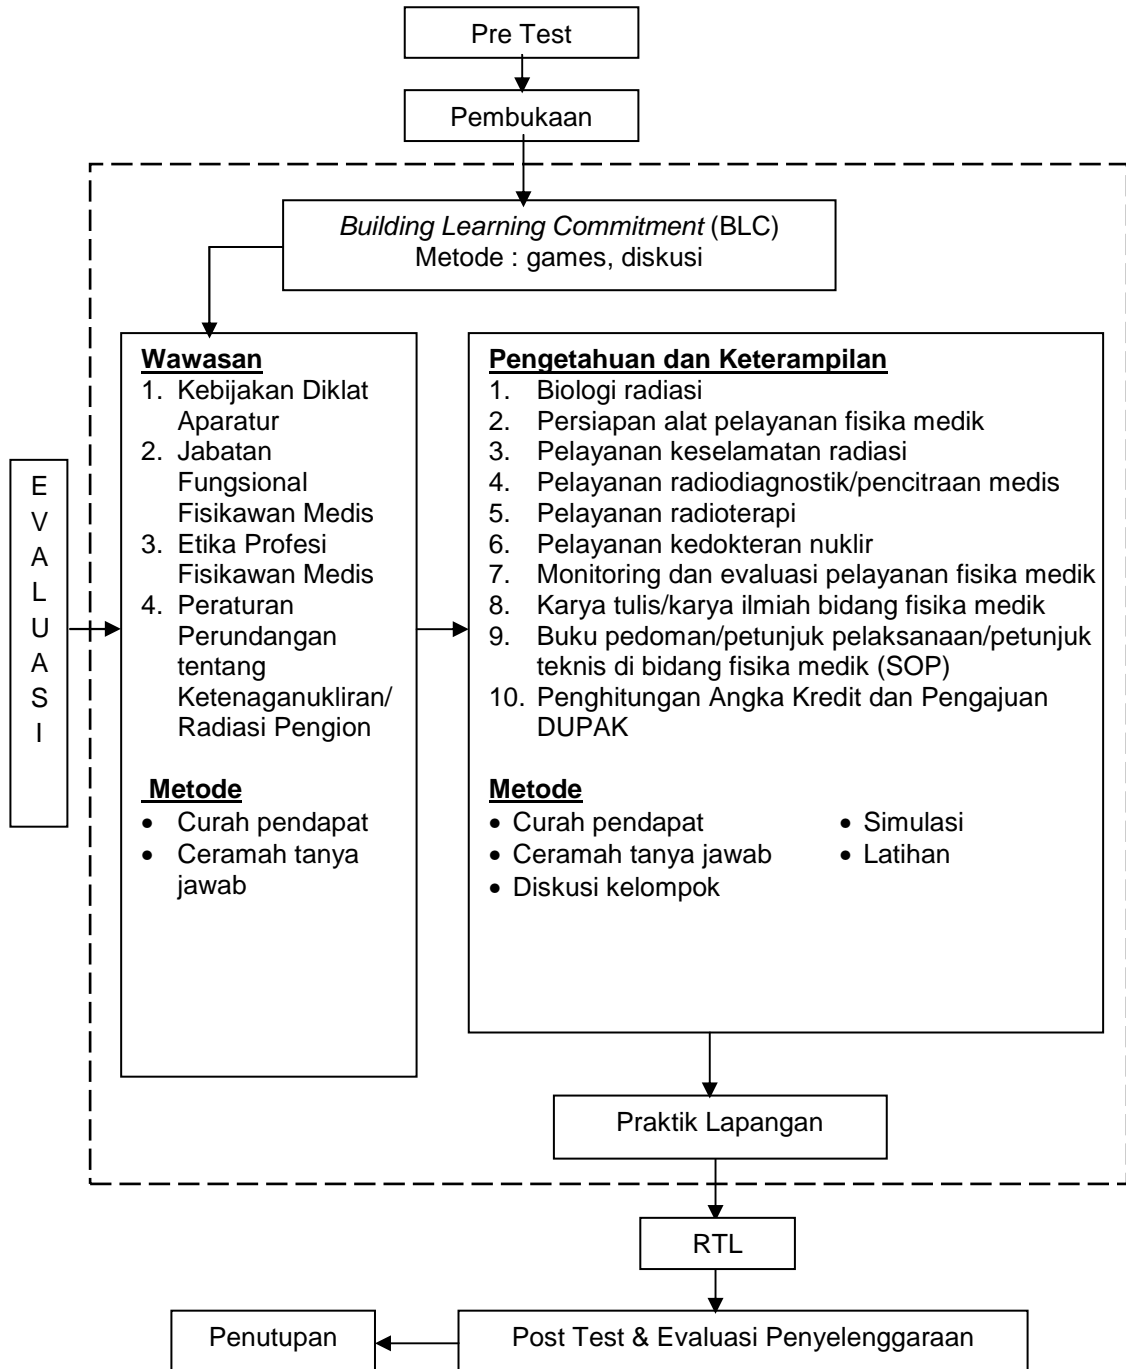 Pre Test
Pembukaan
Building Learning Commitment (BLC)
Metode : games, diskusi
E
V
A
L
U
A
S
I
Wawasan
1. Kebijakan Diklat
Aparatur
2. Jabatan
Fungsional
Fisikawan Medis
3. Etika Profesi
Fisikawan Medis
4. Peraturan
Perundangan
tentang
Ketenaganukliran/
Radiasi Pengion
Metode
• Curah pendapat
• Ceramah tanya
jawab
Pengetahuan dan Keterampilan
1. Biologi radiasi
2. Persiapan alat pelayanan fisika medik
3. Pelayanan keselamatan radiasi
4. Pelayanan radiodiagnostik/pencitraan medis
5. Pelayanan radioterapi
6. Pelayanan kedokteran nuklir
7. Monitoring dan evaluasi pelayanan fisika medik
8. Karya tulis/karya ilmiah bidang fisika medik
9. Buku pedoman/petunjuk pelaksanaan/petunjuk
teknis di bidang fisika medik (SOP)
10. Penghitungan Angka Kredit dan Pengajuan
DUPAK
Metode
• Curah pendapat
• Ceramah tanya jawab
• Diskusi kelompok
• Simulasi
• Latihan
Praktik Lapangan
RTL
Post Test & Evaluasi Penyelenggaraan
Penutupan